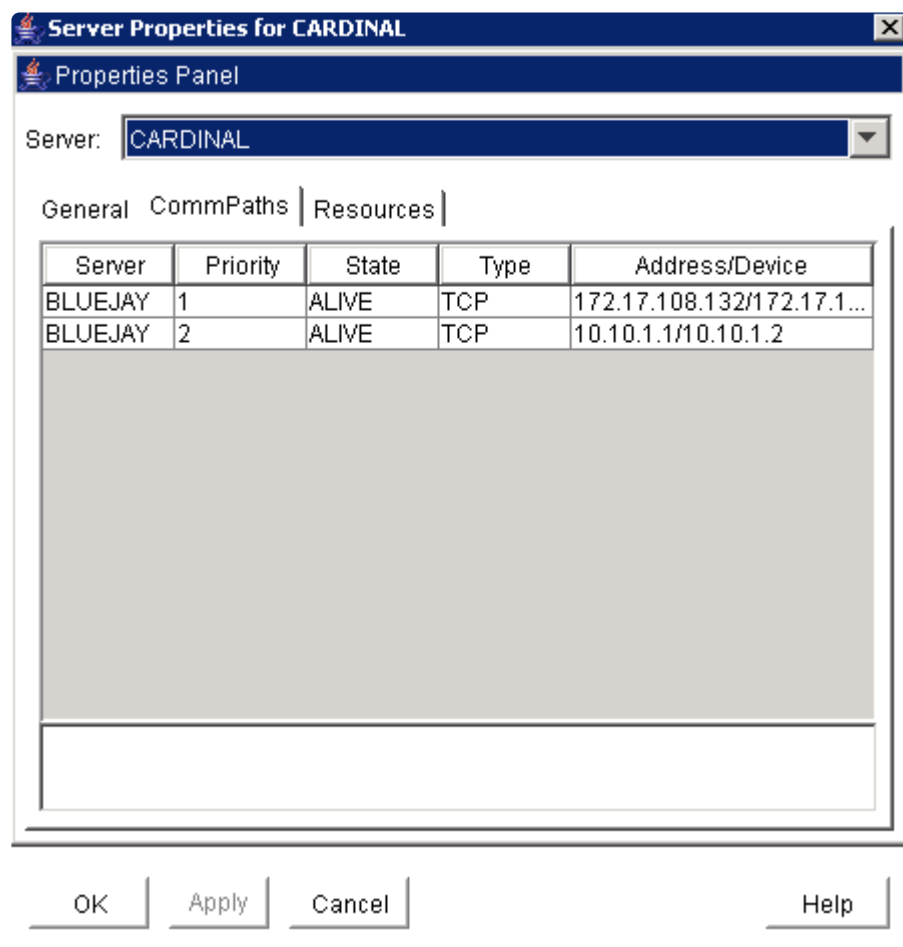 Server Properties for CARDINAL
Properties Panel
Server: CARDINAL
General CommPaths Resources
Server Priority State Type Address/Device
BLUEJAY 1 ALIVE TCP 172.17.108.132/172.17.1...
BLUEJAY 2 ALIVE TCP 10.10.1.1/10.10.1.2
OK Apply Cancel Help